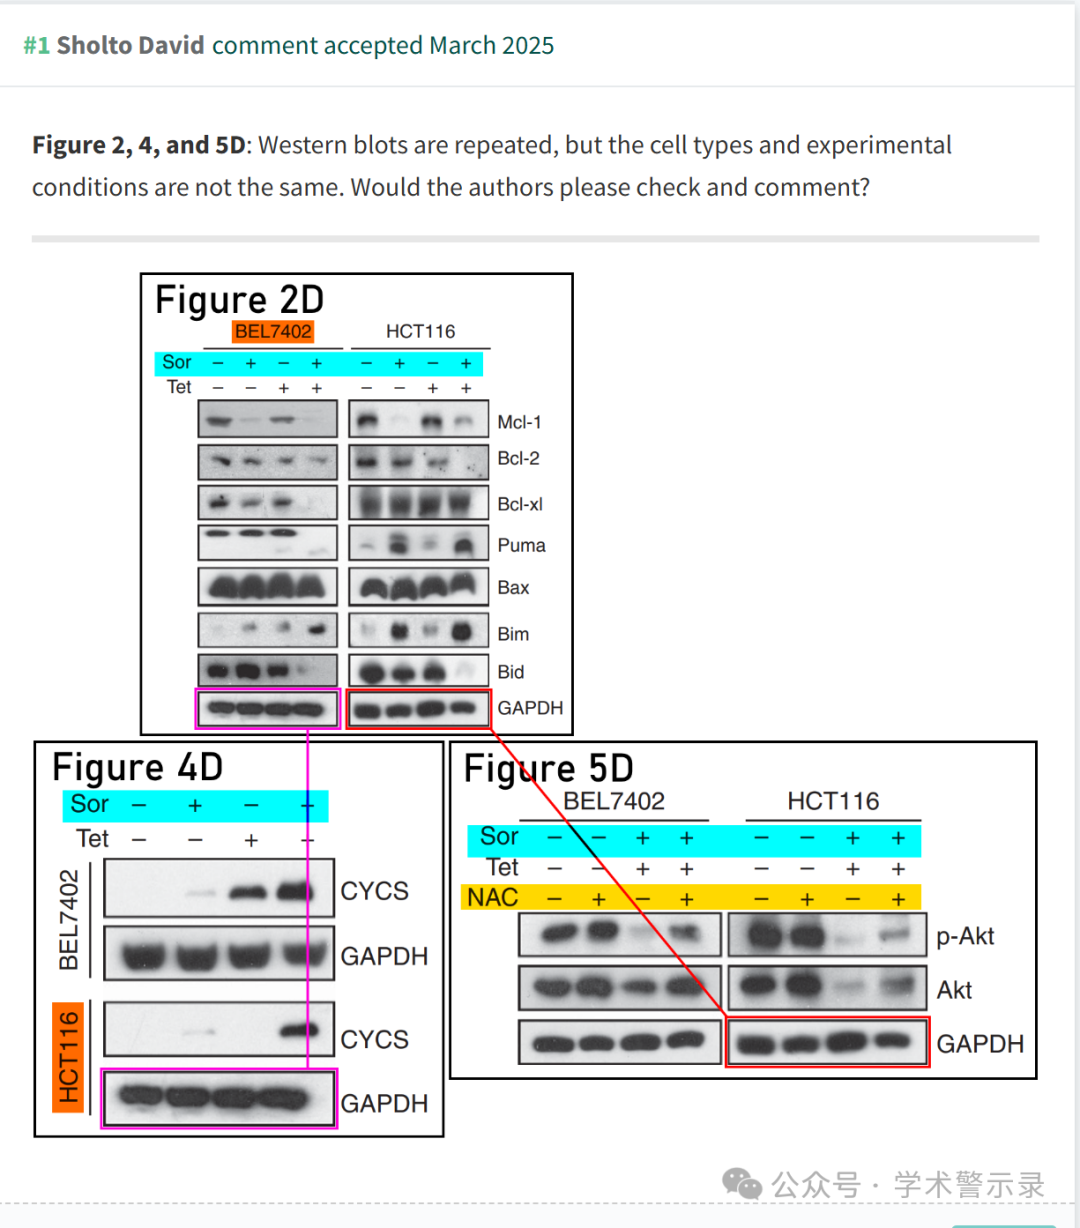 #1 Sholto David comment accepted March 2025
Figure 2, 4, and 5D: Western blots are repeated, but the cell types and experimental
conditions are not the same. Would the authors please check and comment?
Figure 2D
BEL7402 HCT116
Sor − + − + − + − +
Tet − − + + − − + +
Mcl-1
Bcl-2
Bcl-xl
Puma
Bax
Bim
Bid
GAPDH
Figure 4D
Sor − + − +
Tet − − + −
BEL7402
CYCS
GAPDH
HCT116
CYCS
GAPDH
Figure 5D
BEL7402 HCT116
Sor − − + + − − + +
Tet − − + + − − + +
NAC − + − + − + − +
p-Akt
Akt
GAPDH
公众号 · 学术警示录